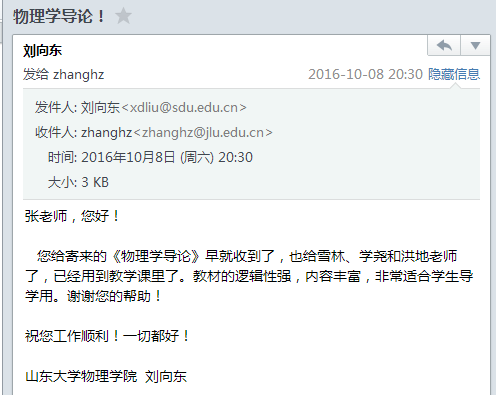 物理学导论！
刘向东
发给 zhanghz 2016-10-08 20:30 隐藏信息
发件人: 刘向东<xdliu@sdu.edu.cn>
收件人: zhanghz<zhanghz@jlu.edu.cn>
时间: 2016年10月8日 (周六) 20:30
大小: 3 KB
张老师，您好！
您给寄来的《物理学导论》早就收到了，也给雪林、学尧和洪地老师
了，已经用到教学课里了。教材的逻辑性强，内容丰富，非常适合学生导
学用。谢谢您的帮助！
祝您工作顺利！一切都好！
山东大学物理学院 刘向东